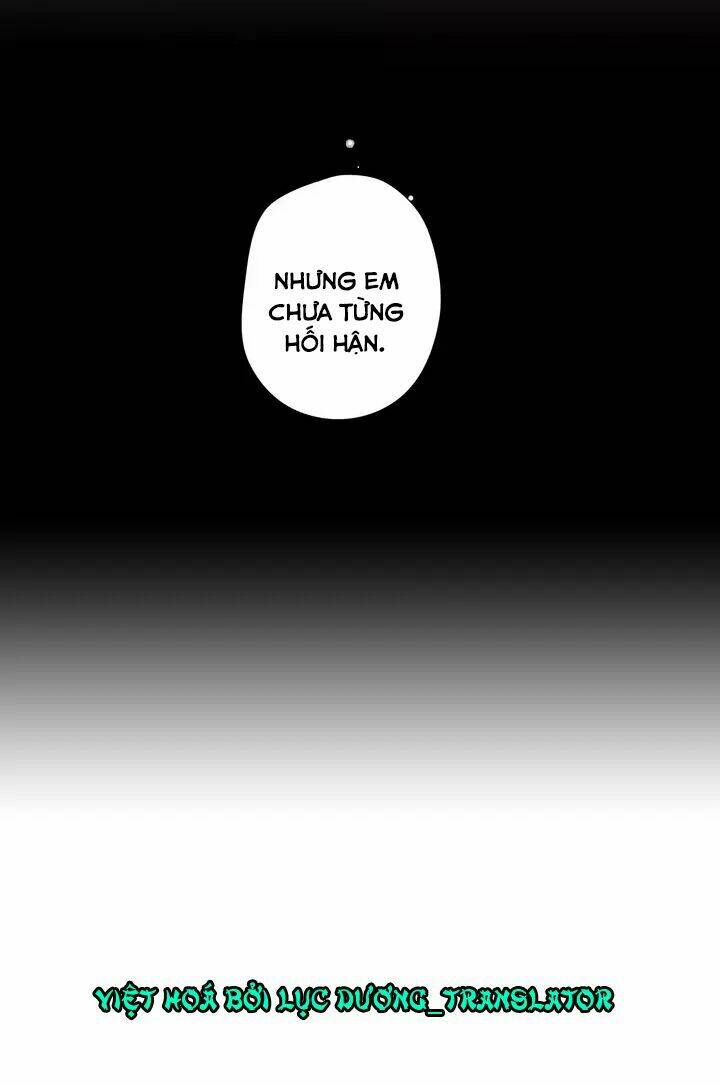 NHƯNG EM
CHƯA TỪNG
HỐI HẬN.
VIỆT HOÁ BỞI LỤC DƯƠNG_TRANSLATOR